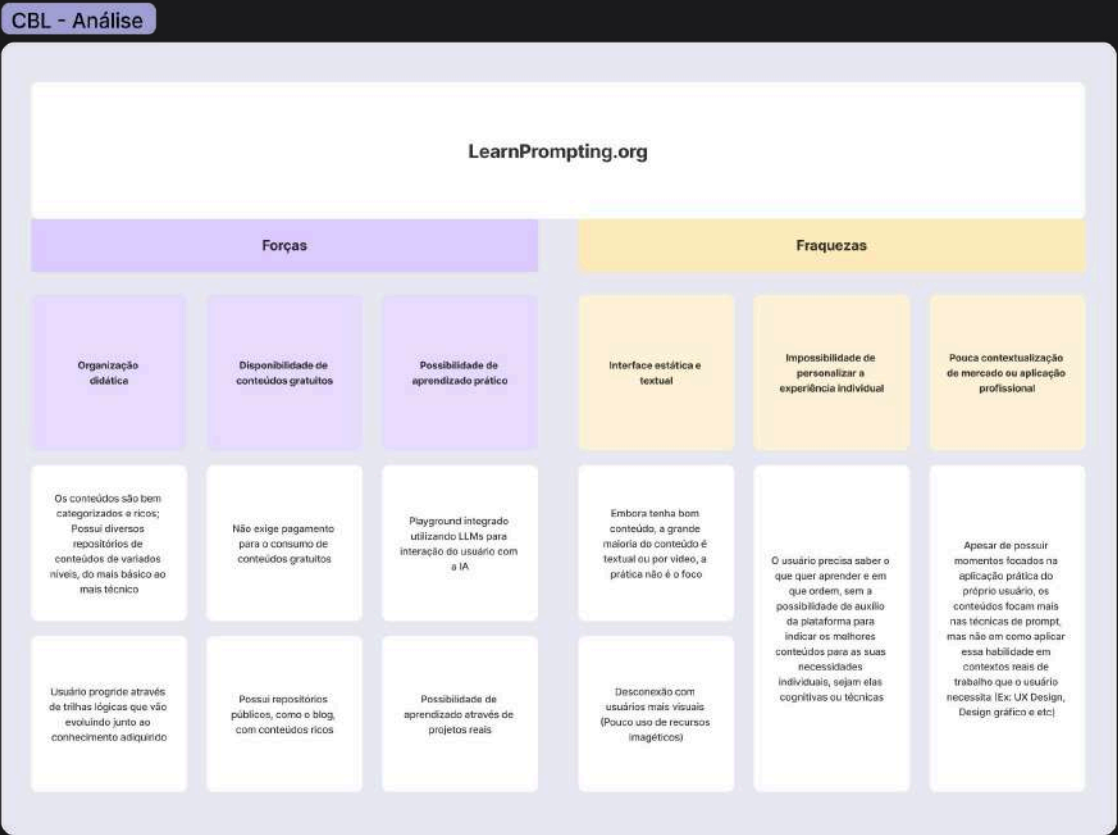 CBL - Análise
LearnPrompting.org
Forças
Fraquezas
Organização
didática
Disponibilidade de
conteúdos gratuitos
Possibilidade de
aprendizado prático
Interface estática e
textual
Impossibilidade de
personalizar a
experiência individual
Pouca contextualização
de mercado ou aplicação
profissional
Os conteúdos são bem
categorizados e ricos;
Possui diversos
repositórios de
conteúdos de variados
níveis, do mais básico ao
mais técnico
Não exige pagamento
para o consumo de
conteúdos gratuitos
Playground integrado
utilizando LLMs para
interação do usuário com
a IA
Embora tenha bom
conteúdo, a grande
maioria do conteúdo é
textual ou por vídeo, a
prática não é o foco
O usuário precisa saber o
que quer aprender e em
que ordem, sem a
possibilidade de auxílio
da plataforma para
indicar os melhores
conteúdos para as suas
necessidades
individuais, sejam elas
cognitivas ou técnicas
Apesar de possuir
momentos focados na
aplicação prática do
próprio usuário, os
conteúdos focam mais
nas técnicas de prompt,
mas não em como aplicar
essa habilidade em
contextos reais de
trabalho que o usuário
necessita (Ex: UX Design,
Design gráfico e etc)
Usuário progride através
de trilhas lógicas que vão
evoluindo junto ao
conhecimento adiquirido
Possui repositórios
públicos, como o blog,
com conteúdos ricos
Possibilidade de
aprendizado através de
projetos reais
Desconexão com
usuários mais visuais
(Pouco uso de recursos
imagéticos)